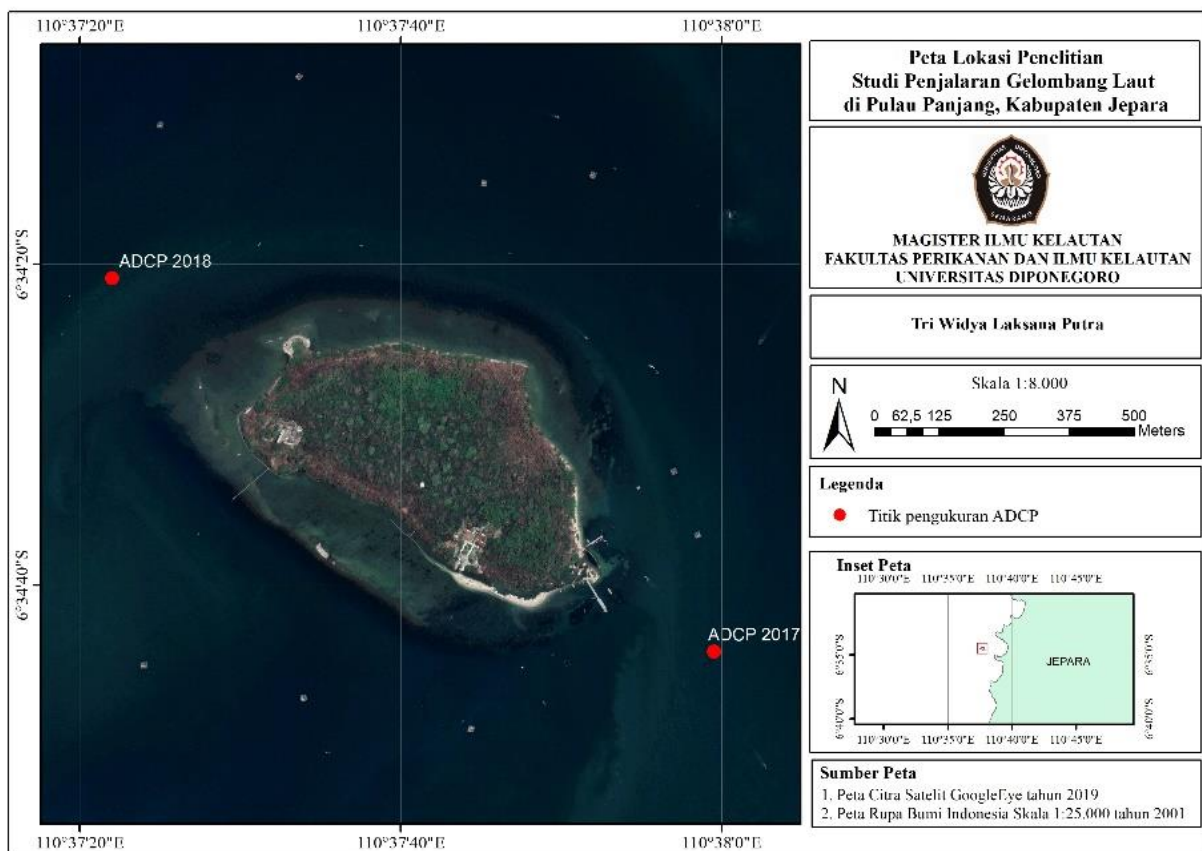 110°37'20"E 110°37'40"E 110°38'0"E
6°34'20"S
6°34'40"S
ADCP 2018
ADCP 2017
110°37'20"E 110°37'40"E 110°38'0"E
Peta Lokasi Penelitian
Studi Penjalaran Gelombang Laut
di Pulau Panjang, Kabupaten Jepara
UNIVERSITAS DIPONEGORO
SEMARANG
MAGISTER ILMU KELAUTAN
FAKULTAS PERIKANAN DAN ILMU KELAUTAN
UNIVERSITAS DIPONEGORO
Tri Widya Laksana Putra
N
Skala 1:8.000
0 62,5 125 250 375 500
Meters
Legenda
Titik pengukuran ADCP
Inset Peta
110°30'0"E 110°35'0"E 110°40'0"E 110°45'0"E
6°35'0"S
6°40'0"S
JEPARA
6°35'0"S
6°40'0"S
110°30'0"E 110°35'0"E 110°40'0"E 110°45'0"E
Sumber Peta
1. Peta Citra Satelit GoogleEye tahun 2019
2. Peta Rupa Bumi Indonesia Skala 1:25.000 tahun 2001